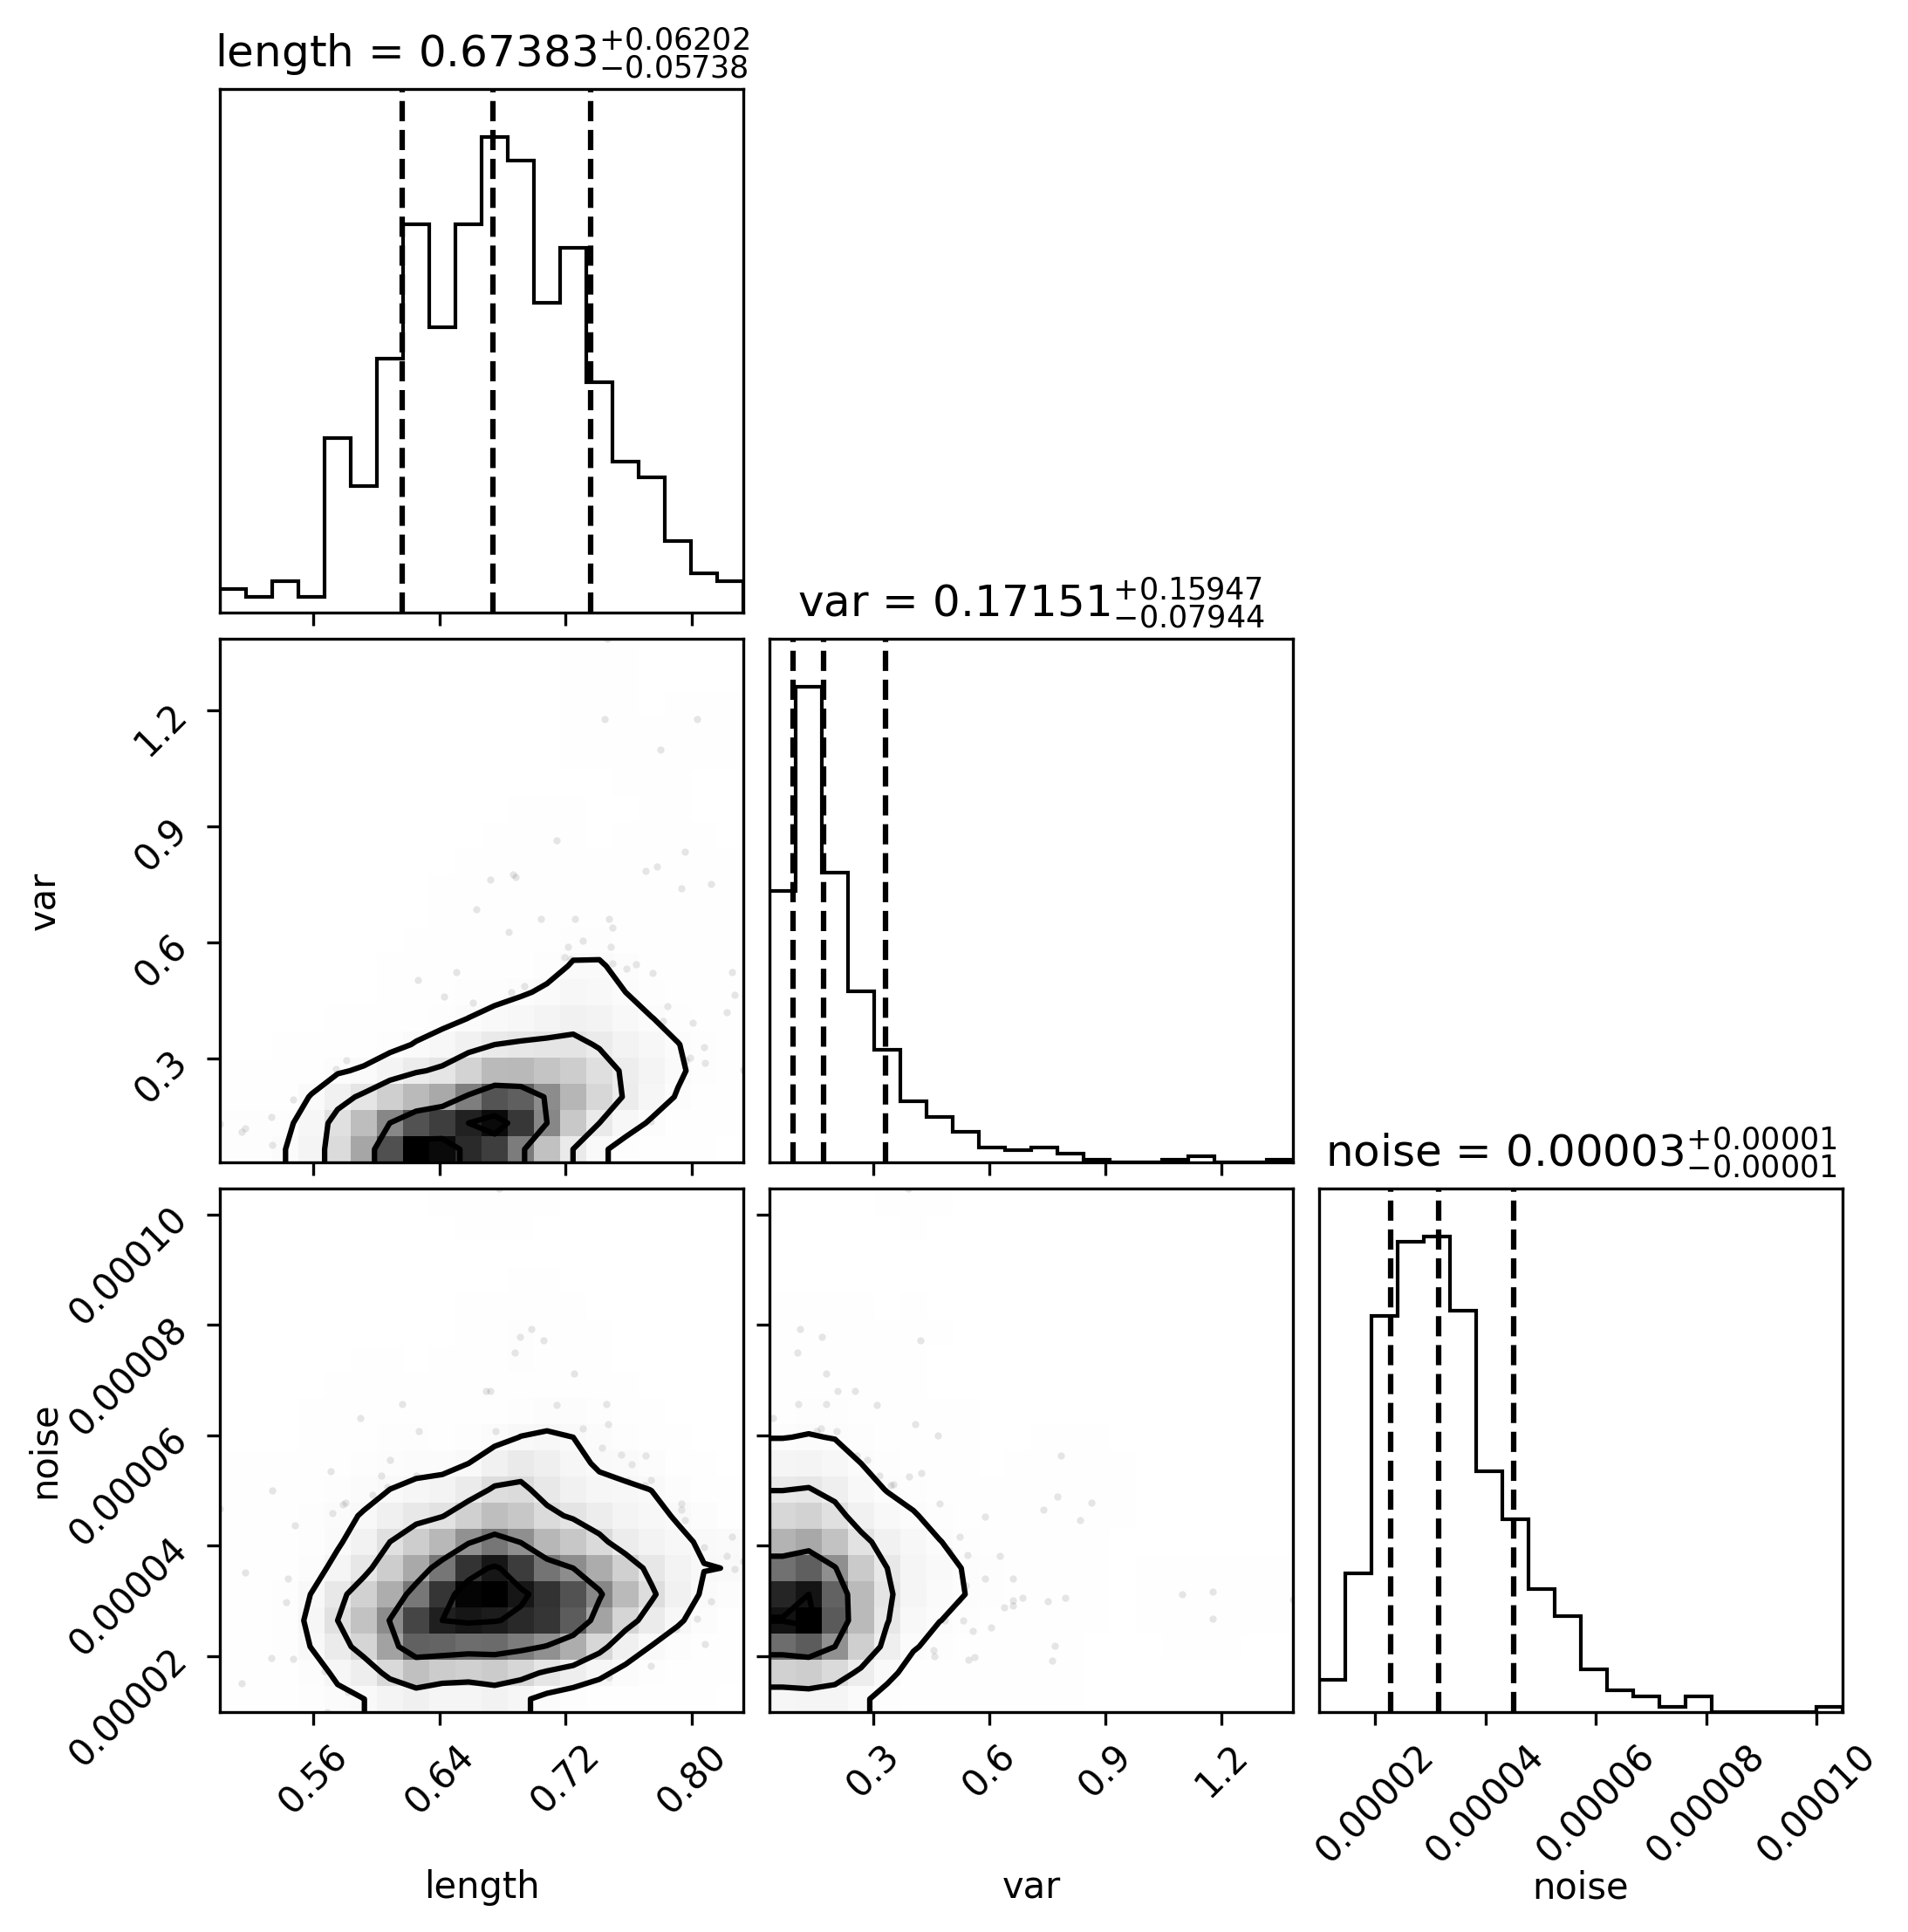 length = 0.67383 +0.06202 −0.05738
var = 0.17151 +0.15947 −0.07944
1.2
0.9
0.6
0.3
var
noise = 0.00003 +0.00001 −0.00001
0.00010
0.00008
0.00006
0.00004
0.00002
noise
0.56 0.64 0.72 0.80 0.3 0.6 0.9 1.2 0.00002 0.00004 0.00006 0.00008 0.00010
length var noise